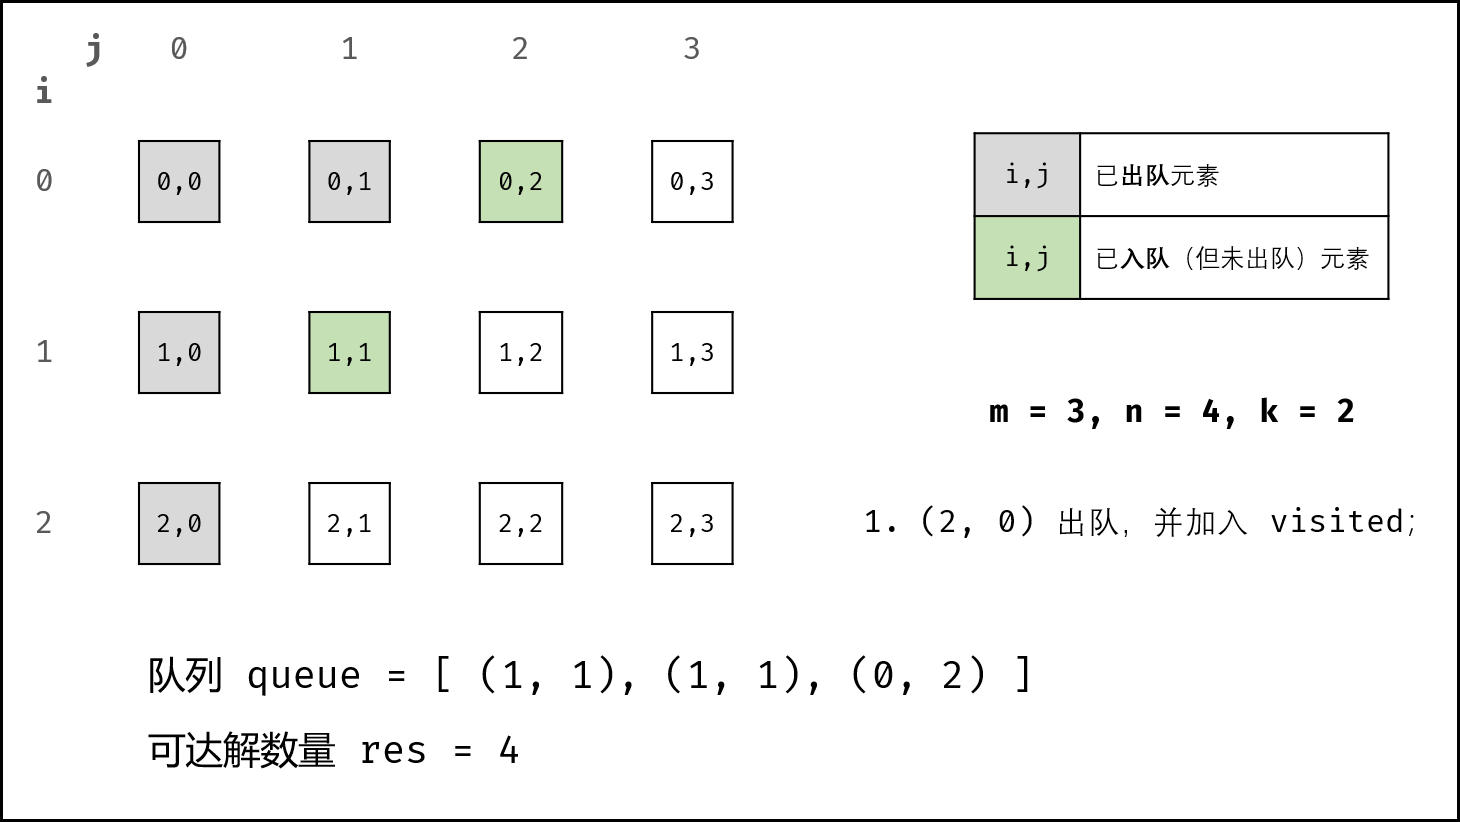 j 0 1 2 3
i
0 0,0 0,1 0,2 0,3
1 1,0 1,1 1,2 1,3
2 2,0 2,1 2,2 2,3
i,j 已出队元素
i,j 已入队（但未出队）元素
m = 3, n = 4, k = 2
1. (2, 0) 出队, 并加入 visited;
队列 queue = [ (1, 1), (1, 1), (0, 2) ]
可达解数量 res = 4